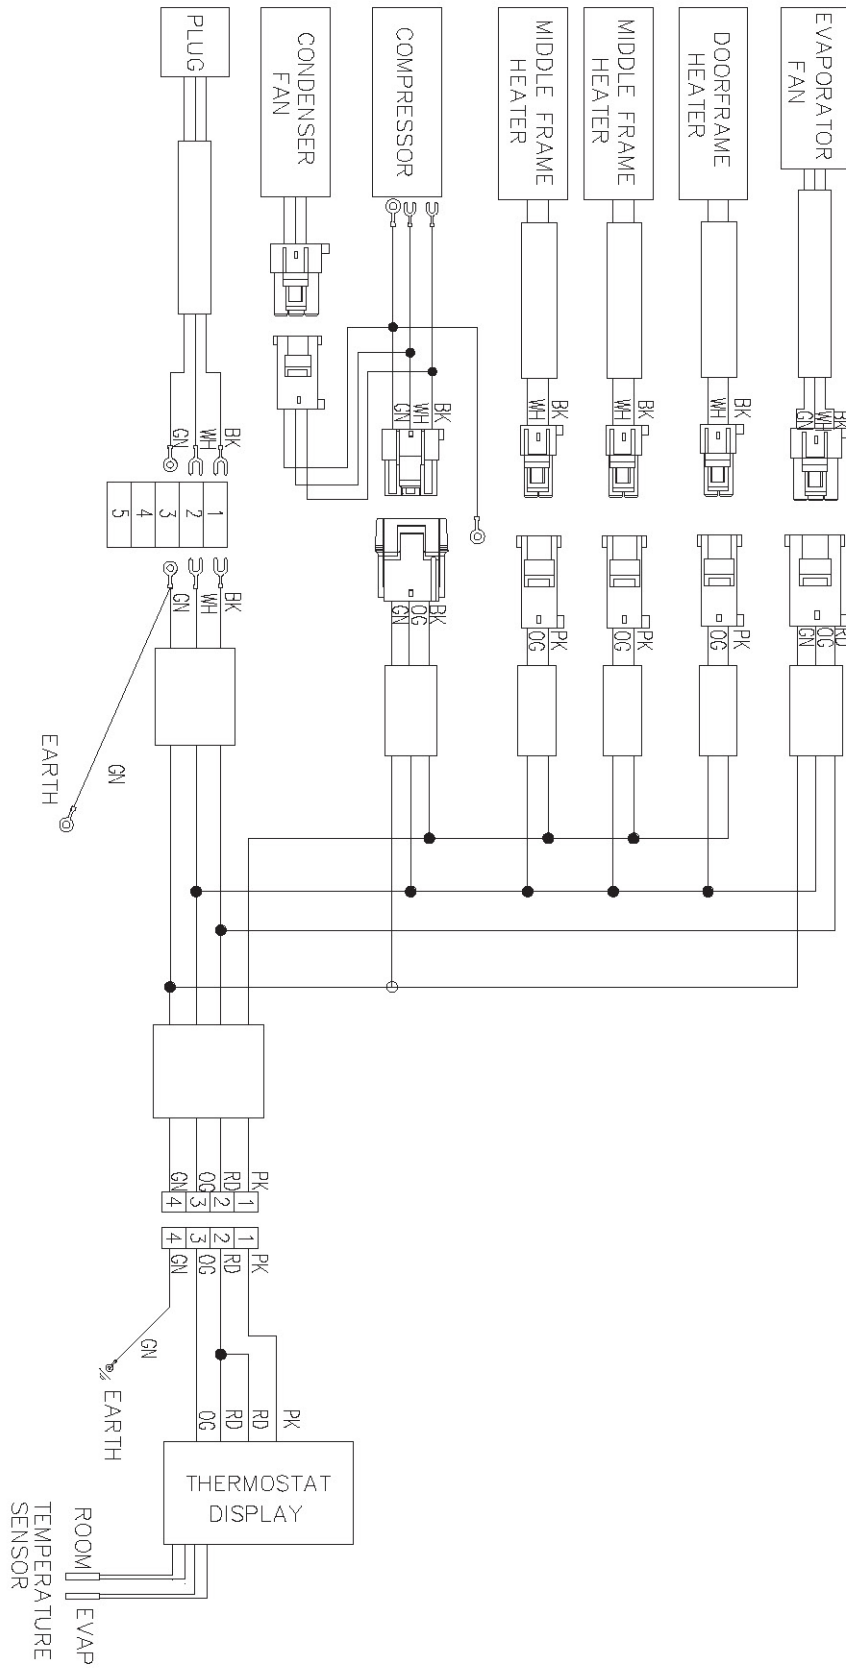 PLUG
CONDENSER
FAN
COMPRESSOR
MIDDLE FRAME
HEATER
MIDDLE FRAME
HEATER
DOORFRAME
HEATER
EVAPORATOR
FAN
BK
WH
GN
BK
WH
GN
BK
WH
BK
WH
BK
WH
BK
WH
GN
1
2
3
4
5
BK
WH
GN
BK
OG
GN
PK
OG
PK
OG
PK
OG
RD
OG
GN
GN
EARTH
PK
RD
OG
GN
1
2
3
4
1
2
3
4
PK
RD
OG
GN
GN
EARTH
PK
RD
RD
OG
THERMOSTAT
DISPLAY
ROOM
EVAP
TEMPERATURE
SENSOR